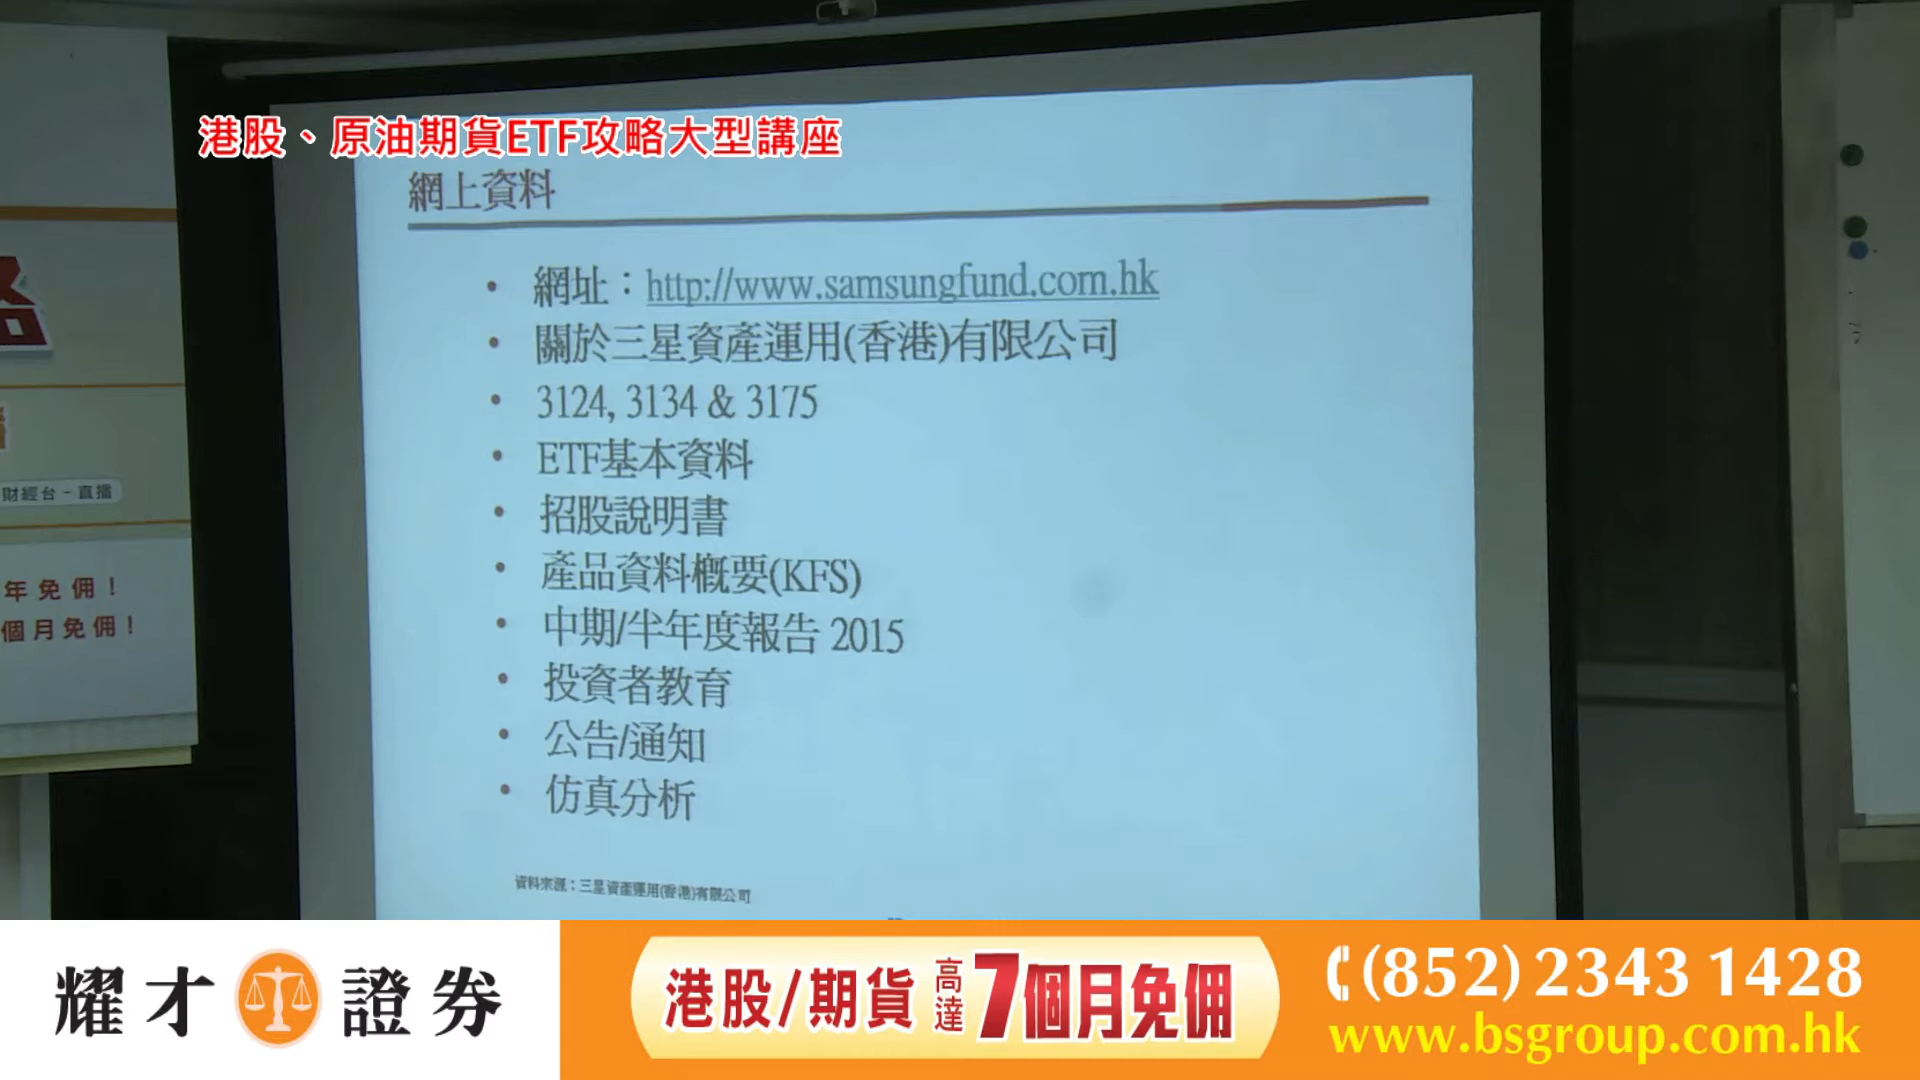 港股、原油期貨ETF攻略大型講座
網上資料
• 網址：http://www.samsungfund.com.hk
• 關於三星資產運用(香港)有限公司
• 3124, 3134 & 3175
• ETF基本資料
• 招股說明書
• 產品資料概要(KFS)
• 中期/半年度報告 2015
• 投資者教育
• 公告/通知
• 仿真分析
資料來源：三星資產運用(香港)有限公司
財經台-直播
年免佣！
個月免佣！
耀才證券
港股/期貨 高達7個月免佣
(852) 2343 1428
www.bsgroup.com.hk